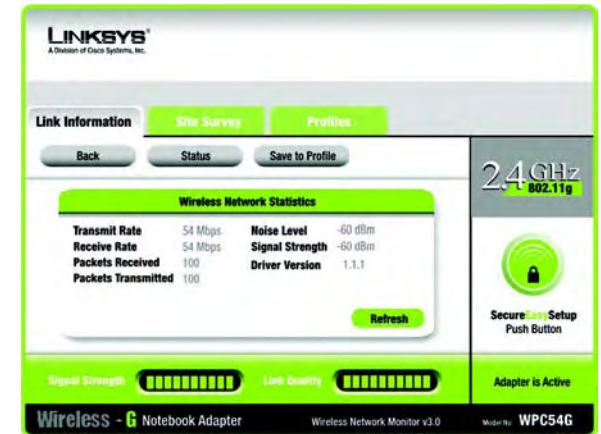 LINKSYS®
A Division of Cisco Systems, Inc.
Link Information
Site Survey
Profiles
Back
Status
Save to Profile
2.4 GHz
802.11g
Wireless Network Statistics
Transmit Rate 54 Mbps
Receive Rate 54 Mbps
Packets Received 100
Packets Transmitted 100
Noise Level -60 dBm
Signal Strength -60 dBm
Driver Version 1.1.1
Refresh
SecureEasySetup
Push Button
Signal Strength
Link Quality
Adapter is Active
Wireless - G Notebook Adapter
Wireless Network Monitor v3.0
Model No. WPC54G